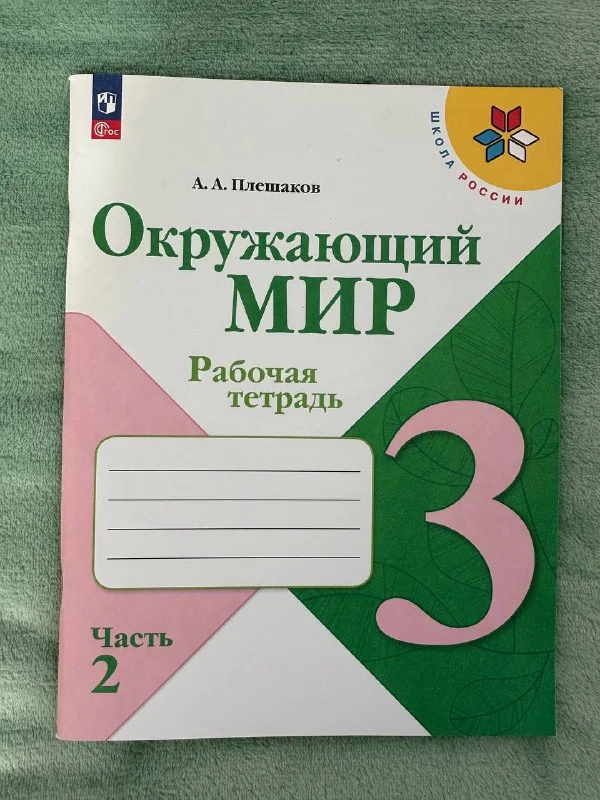 ФГОС
ШКОЛА РОССИИ
А. А. Плешаков
Окружающий
МИР
Рабочая
тетрадь
3
Часть
2